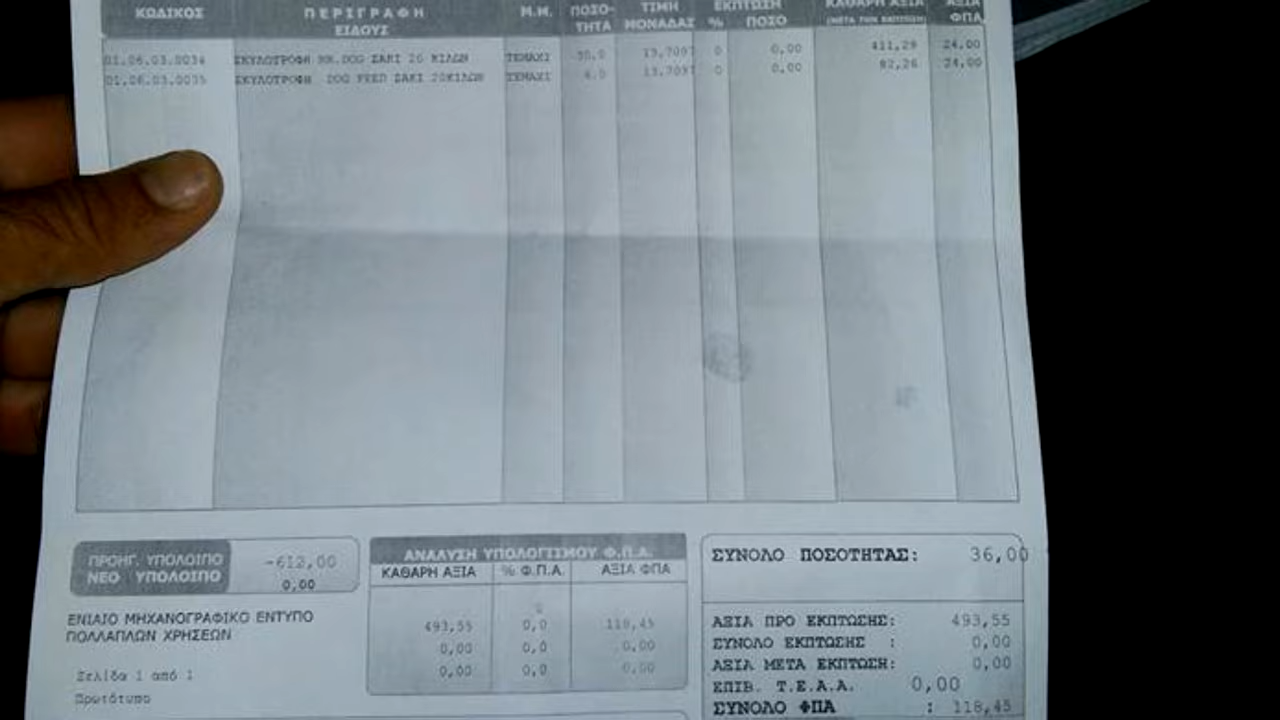 ΚΩΔΙΚΟΣ ΠΕΡΙΓΡΑΦΗ ΕΙΔΟΥΣ Μ.Μ. ΠΟΣΟ-ΤΗΤΑ ΤΙΜΗ ΜΟΝΑΔΑΣ ΕΚΠΤΩΣΗ % ΠΟΣΟ ΚΑΘΑΡΗ ΑΞΙΑ (ΜΕΤΑ ΤΗΝ ΕΚΠΤΩΣΗ) ΑΞΙΑ ΦΠΑ
01.06.03.0034 ΣΚΥΛΟΤΡΟΦΗ DOG ΣΑΚΙ 20 ΚΙΛΩΝ ΤΕΜΑΧΙ 30,0 13,7097 0 0,00 411,29 24,00
01.06.03.0035 ΣΚΥΛΟΤΡΟΦΗ DOG FEED ΣΑΚΙ 20ΚΙΛΩΝ ΤΕΜΑΧΙ 6,0 13,7097 0 0,00 82,26 24,00
ΠΡΟΗΓ. ΥΠΟΛΟΙΠΟ -612,00
ΝΕΟ ΥΠΟΛΟΙΠΟ 0,00
ΕΝΙΑΙΟ ΜΗΧΑΝΟΓΡΑΦΙΚΟ ΕΝΤΥΠΟ
ΠΟΛΛΑΠΛΩΝ ΧΡΗΣΕΩΝ
Σελίδα 1 από 1
Πρωτότυπο
ΑΝΑΛΥΣΗ ΥΠΟΛΟΓΙΣΜΟΥ Φ.Π.Α.
ΚΑΘΑΡΗ ΑΞΙΑ % Φ.Π.Α. ΑΞΙΑ ΦΠΑ
493,55 0,0 118,45
0,00 0,0 0,00
0,00 0,0 0,00
ΣΥΝΟΛΟ ΠΟΣΟΤΗΤΑΣ: 36,00
ΑΞΙΑ ΠΡΟ ΕΚΠΤΩΣΗΣ: 493,55
ΣΥΝΟΛΟ ΕΚΠΤΩΣΗΣ : 0,00
ΑΞΙΑ ΜΕΤΑ ΕΚΠΤΩΣΗ: 0,00
ΕΠΙΒ. Τ.Ε.Α.Α. 0,00
ΣΥΝΟΛΟ ΦΠΑ : 118,45